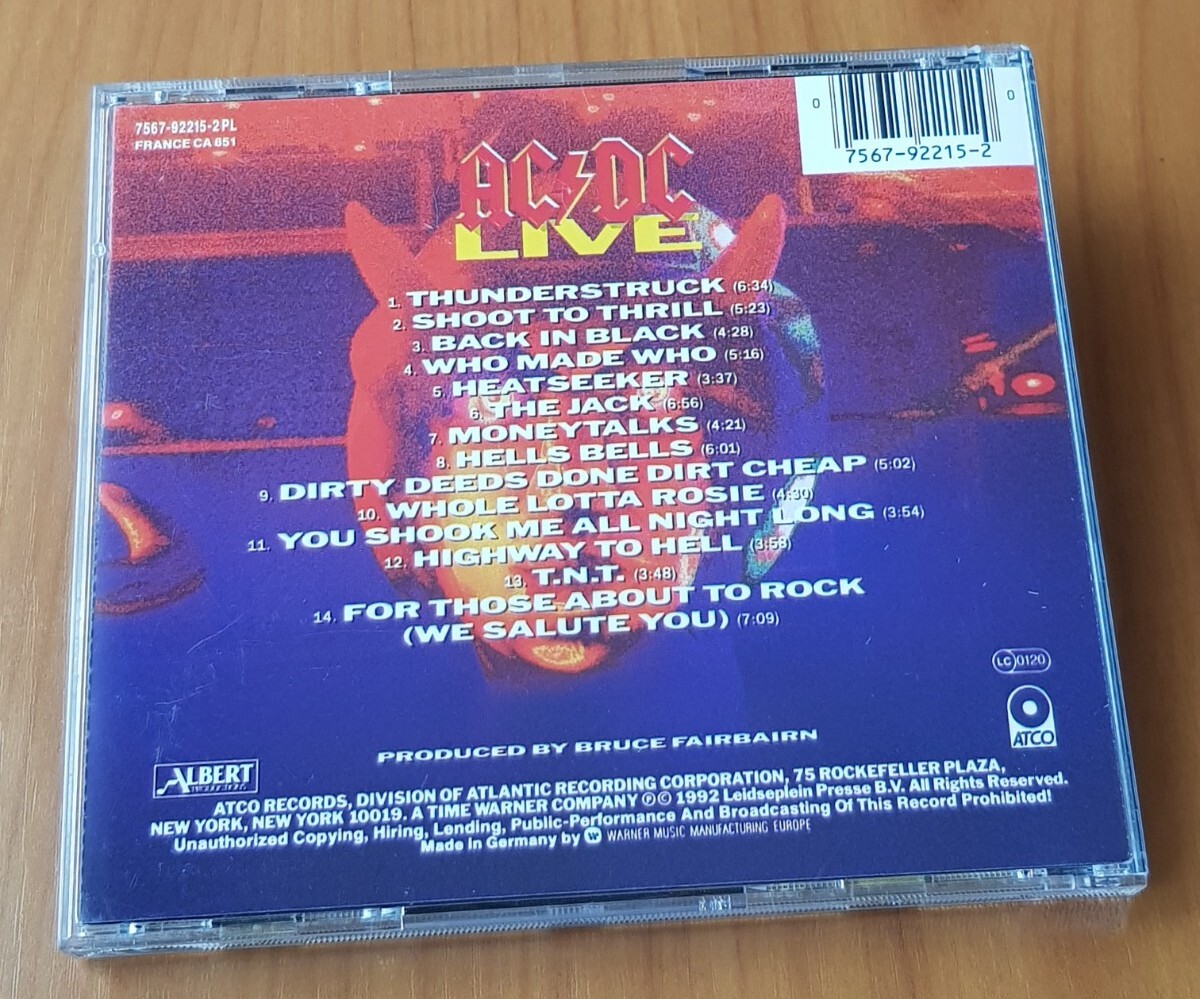 7567-92215-2 PL
FRANCE CA 851
0 0
7567-92215-2
AC/DC
LIVE
1. THUNDERSTRUCK (6:34)
2. SHOOT TO THRILL (5:23)
3. BACK IN BLACK (4:28)
4. WHO MADE WHO (5:16)
5. HEATSEEKER (3:37)
6. THE JACK (6:56)
7. MONEYTALKS (4:21)
8. HELLS BELLS (6:01)
9. DIRTY DEEDS DONE DIRT CHEAP (5:02)
10. WHOLE LOTTA ROSIE (4:30)
11. YOU SHOOK ME ALL NIGHT LONG (3:54)
12. HIGHWAY TO HELL (3:58)
13. T.N.T. (3:48)
14. FOR THOSE ABOUT TO ROCK
(WE SALUTE YOU) (7:09)
LC 0120
ATCO
PRODUCED BY BRUCE FAIRBAIRN
ALBERT
PRODUCTIONS
ATCO RECORDS, DIVISION OF ATLANTIC RECORDING CORPORATION, 75 ROCKEFELLER PLAZA,
NEW YORK, NEW YORK 10019. A TIME WARNER COMPANY ℗© 1992 Leidseplein Presse B.V. All Rights Reserved.
Unauthorized Copying, Hiring, Lending, Public-Performance And Broadcasting Of This Record Prohibited!
Made in Germany by WARNER MUSIC MANUFACTURING EUROPE